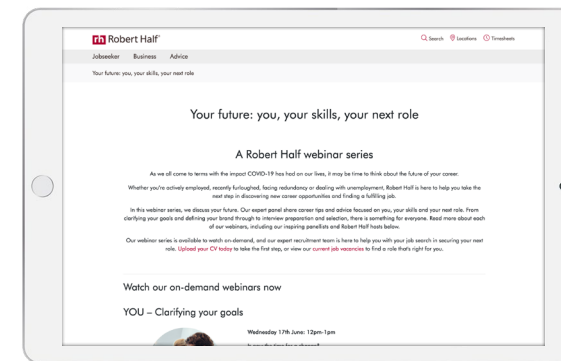 rh Robert Half®
Search Locations Timesheets
Jobseeker Business Advice
Your future: you, your skills, your next role
Your future: you, your skills, your next role
A Robert Half webinar series
As we all come to terms with the impact COVID-19 has had on our lives, it may be time to think about the future of your career.
Whether you're actively employed, recently furloughed, facing redundancy or dealing with unemployment, Robert Half is here to help you take the
next step in discovering new career opportunities and finding a fulfilling job.
In this webinar series, we discuss your future. Our expert panel share career tips and advice focused on you, your skills and your next role. From
clarifying your goals and defining your brand through to interview preparation and selection, there is something for everyone. Read more about each
of our webinars, including our inspiring panelists and Robert Half hosts below.
Our webinar series is available to watch on-demand, and our expert recruitment team is here to help you with your job search in securing your next
role. Upload your CV today to take the first step, or view our current job vacancies to find a role that's right for you.
Watch our on-demand webinars now
YOU – Clarifying your goals
Wednesday 17th June: 12pm-1pm